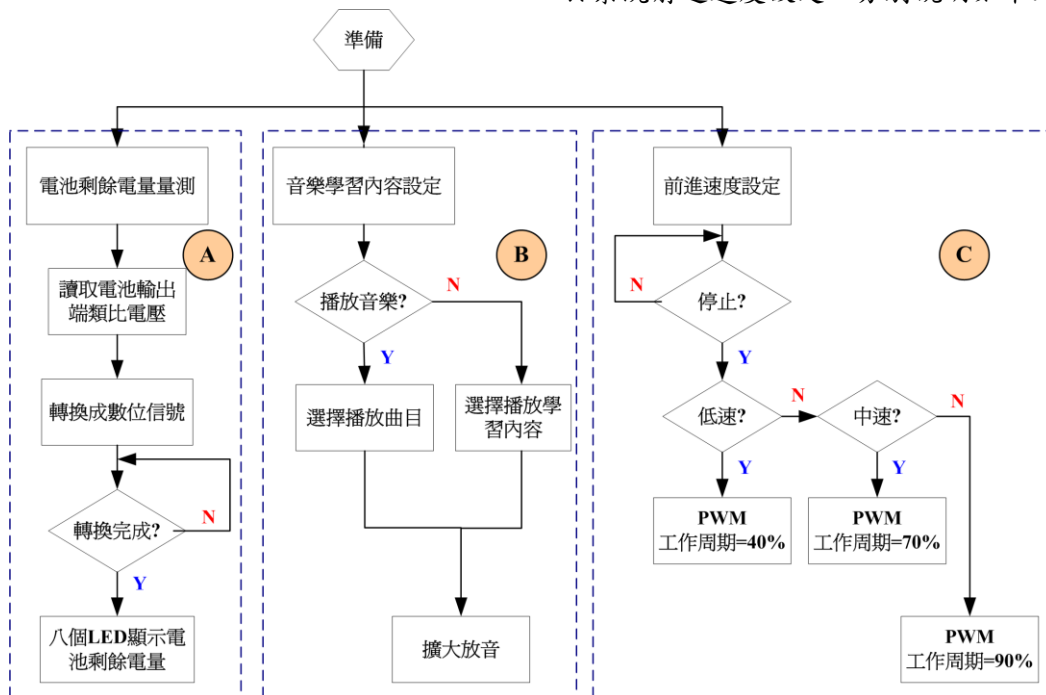 準備
電池剩餘電量量測
A
讀取電池輸出
端類比電壓
轉換成數位信號
轉換完成?
N
Y
八個LED顯示電
池剩餘電量
音樂學習內容設定
B
播放音樂?
N
Y
選擇播放曲目
選擇播放學
習內容
擴大放音
前進速度設定
C
停止?
N
Y
低速?
N
中速?
N
Y
Y
PWM
工作周期=40%
PWM
工作周期=70%
PWM
工作周期=90%